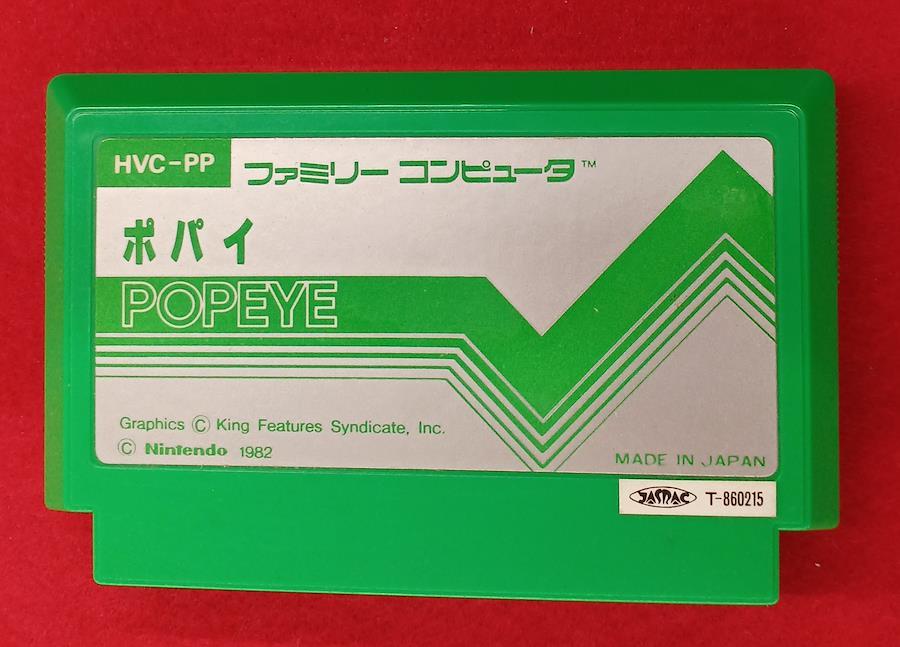 HVC-PP
ファミリー コンピュータ™
ポパイ
POPEYE
Graphics © King Features Syndicate, Inc.
© Nintendo 1982
MADE IN JAPAN
JASRAC T-860215